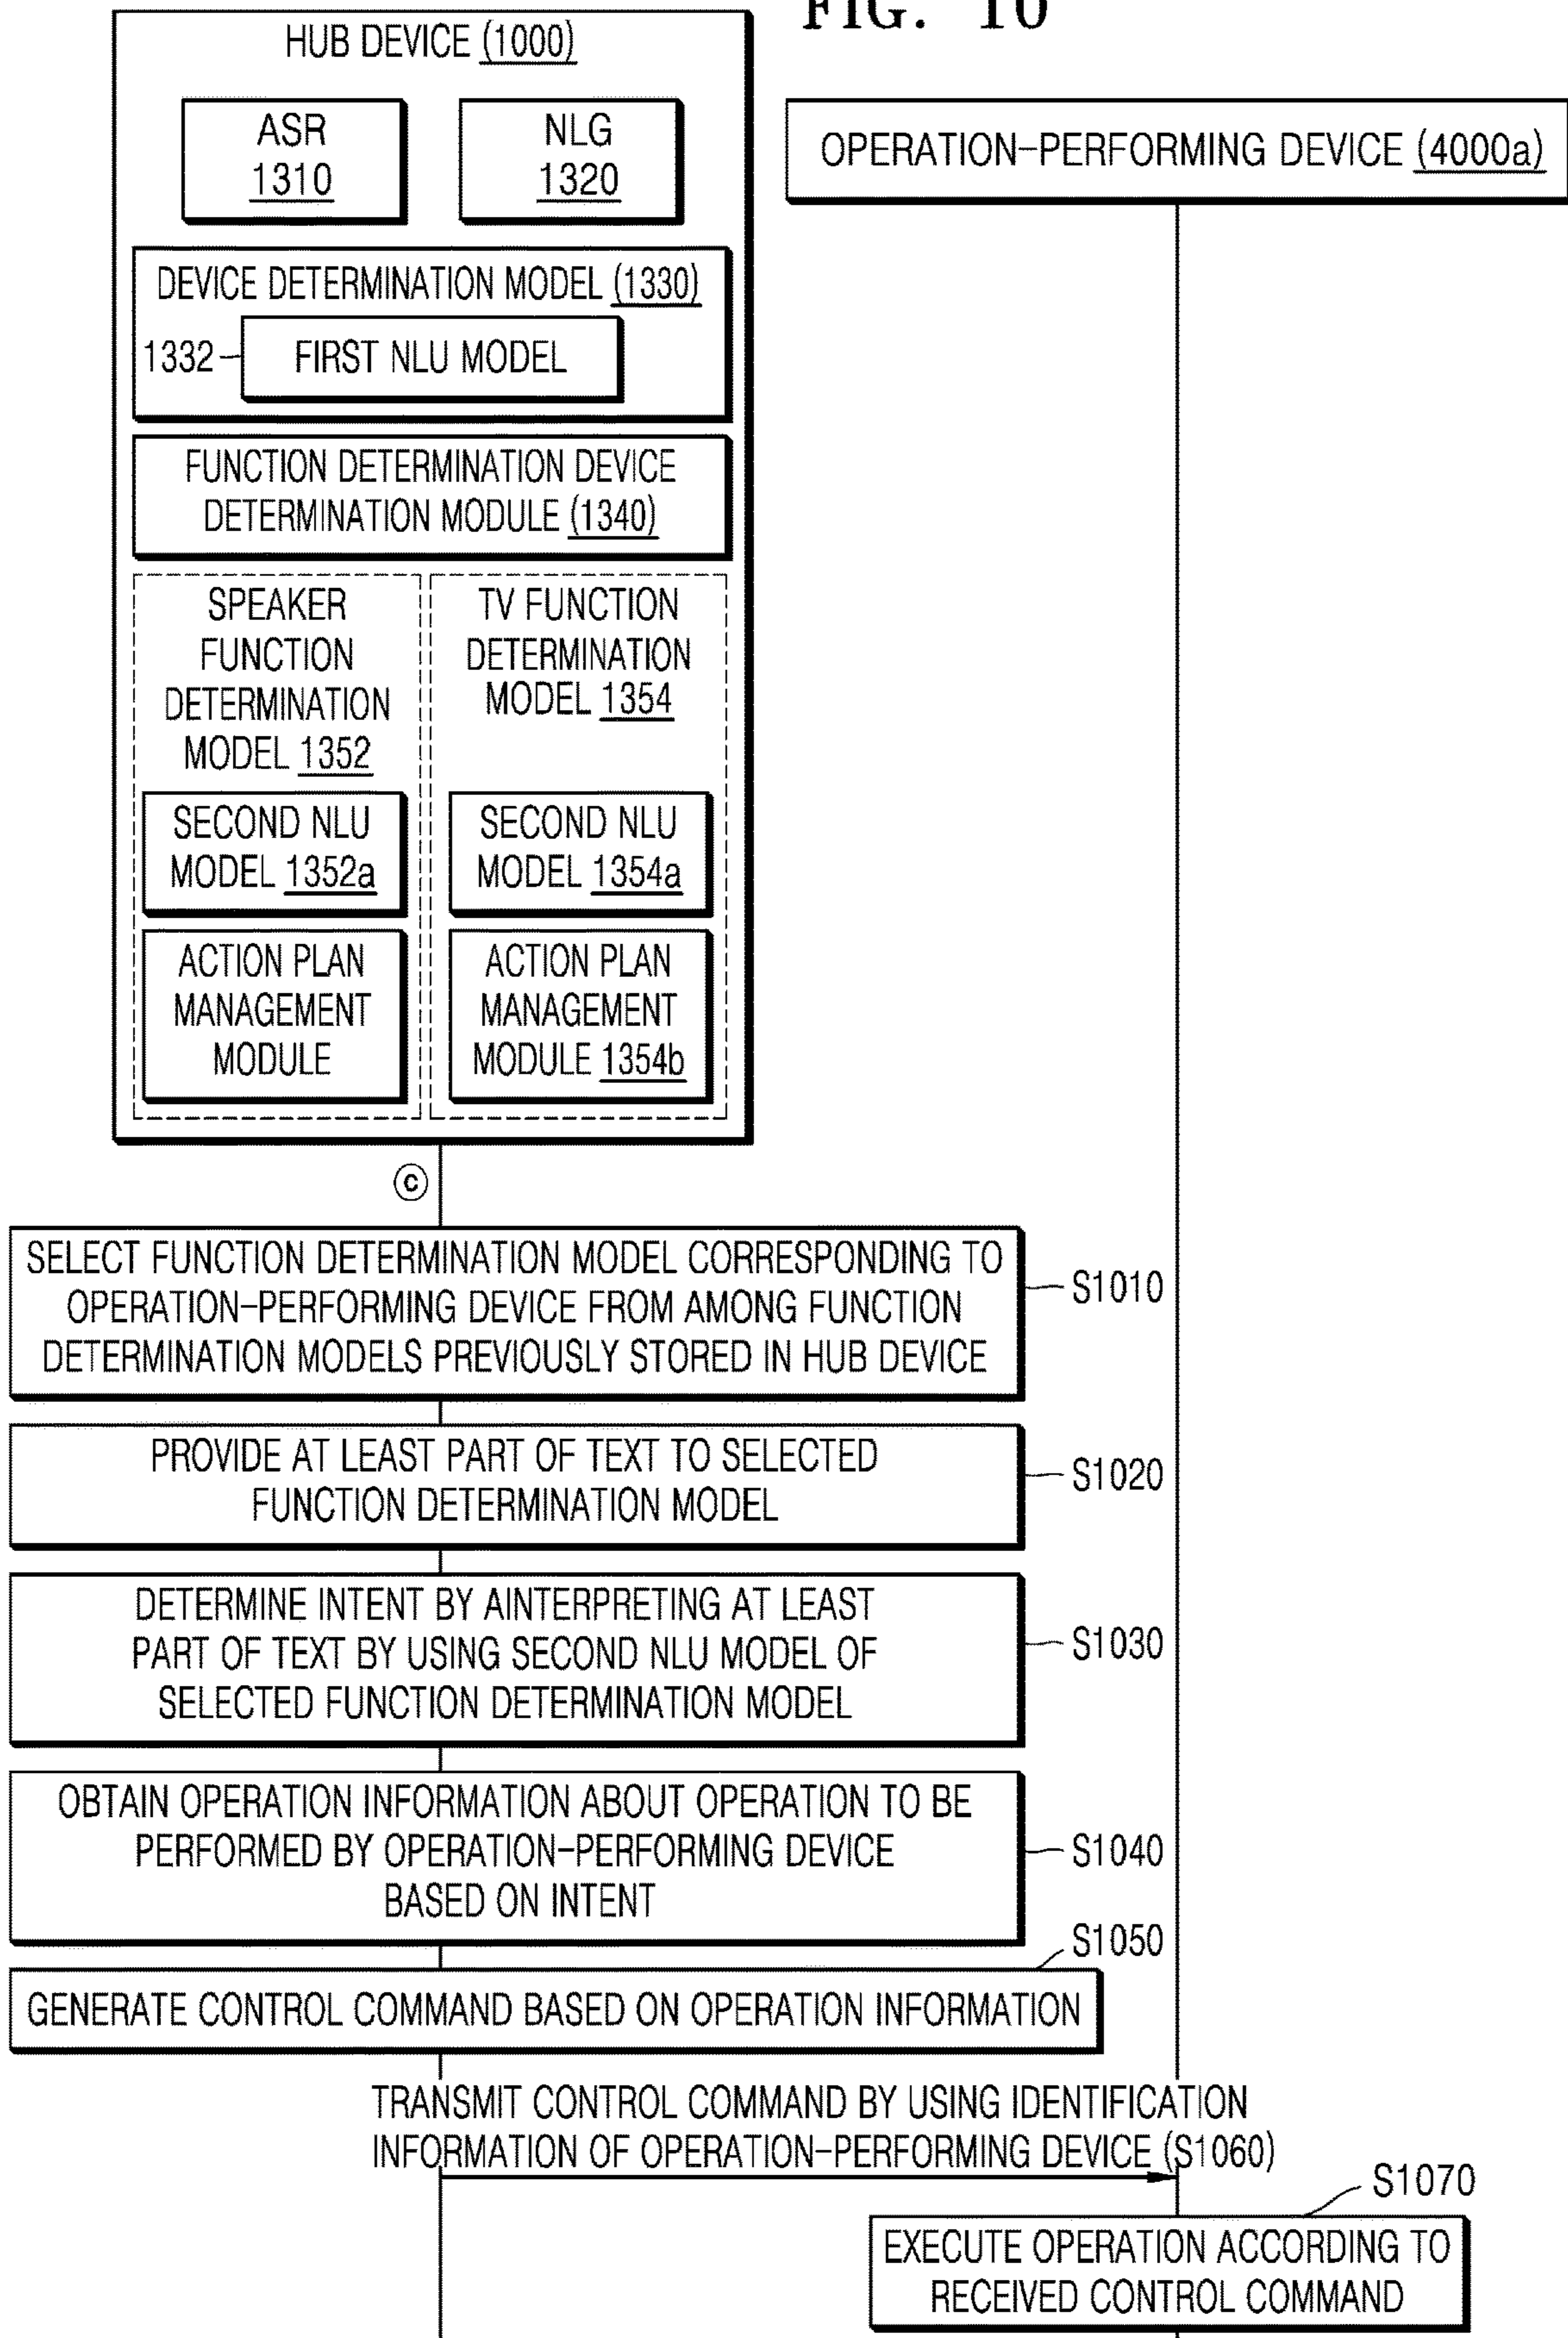 FIG. 10
HUB DEVICE (1000)
ASR
1310
NLG
1320
OPERATION-PERFORMING DEVICE (4000a)
DEVICE DETERMINATION MODEL (1330)
1332
FIRST NLU MODEL
FUNCTION DETERMINATION DEVICE
DETERMINATION MODULE (1340)
SPEAKER
FUNCTION
DETERMINATION
MODEL 1352
TV FUNCTION
DETERMINATION
MODEL 1354
SECOND NLU
MODEL 1352a
SECOND NLU
MODEL 1354a
ACTION PLAN
MANAGEMENT
MODULE
ACTION PLAN
MANAGEMENT
MODULE 1354b
c
SELECT FUNCTION DETERMINATION MODEL CORRESPONDING TO
OPERATION-PERFORMING DEVICE FROM AMONG FUNCTION
DETERMINATION MODELS PREVIOUSLY STORED IN HUB DEVICE
S1010
PROVIDE AT LEAST PART OF TEXT TO SELECTED
FUNCTION DETERMINATION MODEL
S1020
DETERMINE INTENT BY AINTERPRETING AT LEAST
PART OF TEXT BY USING SECOND NLU MODEL OF
SELECTED FUNCTION DETERMINATION MODEL
S1030
OBTAIN OPERATION INFORMATION ABOUT OPERATION TO BE
PERFORMED BY OPERATION-PERFORMING DEVICE
BASED ON INTENT
S1040
S1050
GENERATE CONTROL COMMAND BASED ON OPERATION INFORMATION
TRANSMIT CONTROL COMMAND BY USING IDENTIFICATION
INFORMATION OF OPERATION-PERFORMING DEVICE (S1060)
S1070
EXECUTE OPERATION ACCORDING TO
RECEIVED CONTROL COMMAND